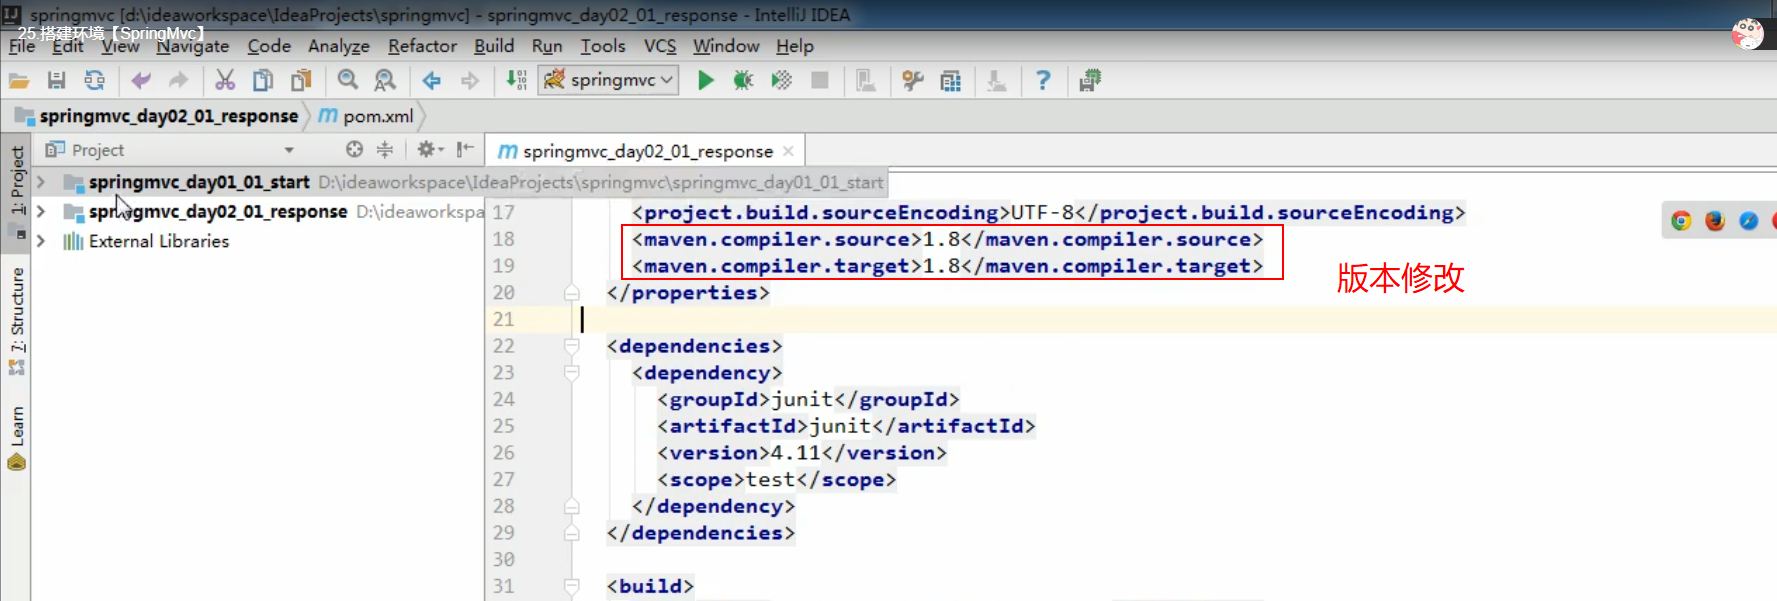 springmvc [d:\ideaworkspace\IdeaProjects\springmvc] - springmvc_day02_01_response - IntelliJ IDEA
25.搭建环境【SpringMvc】
File Edit View Navigate Code Analyze Refactor Build Run Tools VCS Window Help
springmvc
springmvc_day02_01_response pom.xml
Project
springmvc_day02_01_response
1: Project
springmvc_day01_01_start D:\ideaworkspace\IdeaProjects\springmvc\springmvc_day01_01_start
springmvc_day02_01_response D:\ideaworkspa
External Libraries
7: Structure
Learn
17 <project.build.sourceEncoding>UTF-8</project.build.sourceEncoding>
18 <maven.compiler.source>1.8</maven.compiler.source>
19 <maven.compiler.target>1.8</maven.compiler.target>
版本修改
20 </properties>
21
22 <dependencies>
23 <dependency>
24 <groupId>junit</groupId>
25 <artifactId>junit</artifactId>
26 <version>4.11</version>
27 <scope>test</scope>
28 </dependency>
29 </dependencies>
30
31 <build>